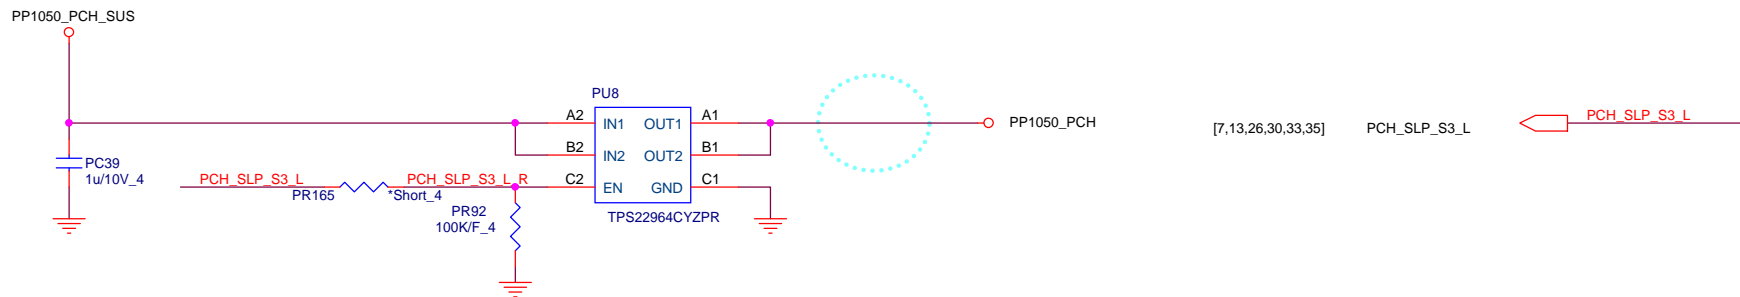 PP1050_PCH_SUS
PU8
A2 IN1 OUT1 A1
PP1050_PCH
[7,13,26,30,33,35] PCH_SLP_S3_L
PCH_SLP_S3_L
B2 IN2 OUT2 B1
PC39
1u/10V_4
PCH_SLP_S3_L
PCH_SLP_S3_L_R
C2 EN GND C1
PR165
*Short_4
PR92
100K/F_4
TPS22964CYZPR